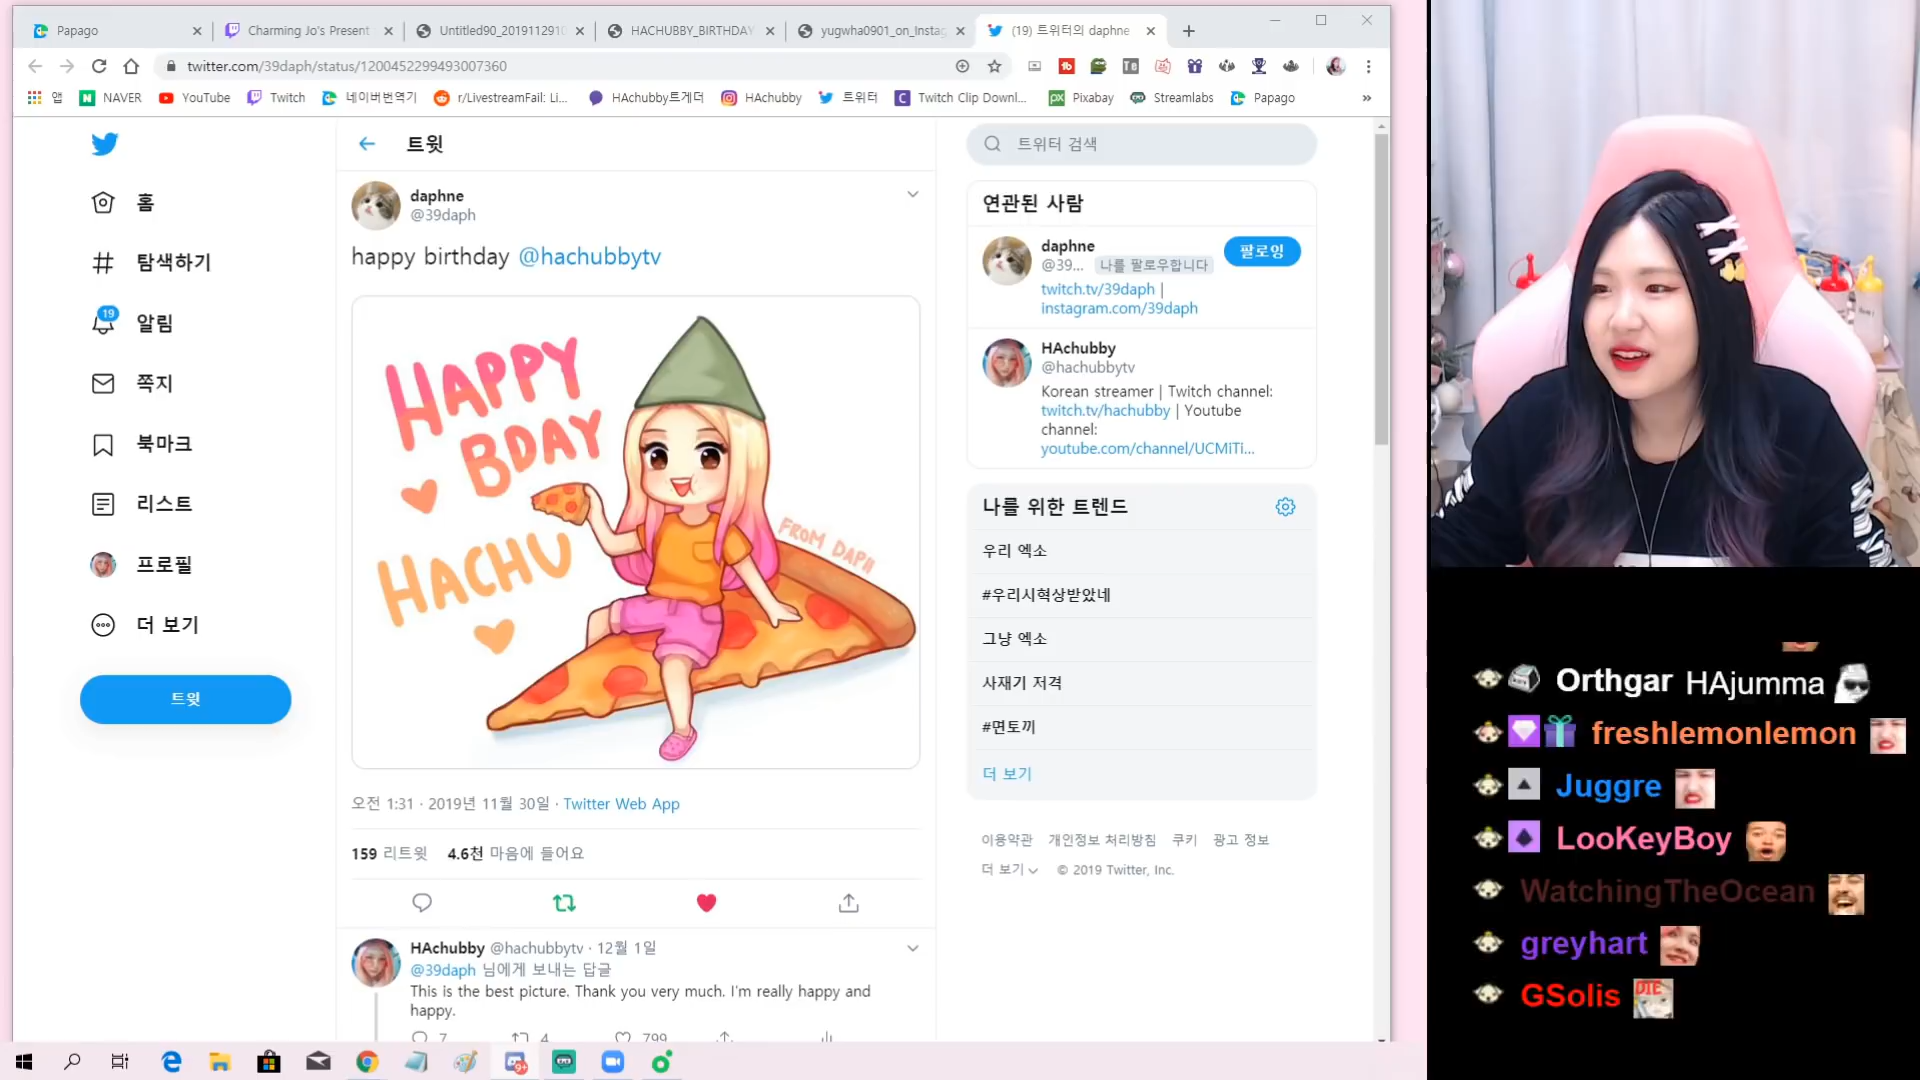 Papago
Charming Jo's Present
Untitled90_2019112910
HACHUBBY_BIRTHDAY
yugwha0901_on_Instag
(19) 트위터의 daphne
twitter.com/39daph/status/1200452299493007360
앱
NAVER
YouTube
Twitch
네이버번역기
r/LivestreamFail: Li...
HAchubby트게더
HAchubby
트위터
Twitch Clip Downl...
Pixabay
Streamlabs
Papago
홈
탐색하기
19
알림
쪽지
북마크
리스트
프로필
더 보기
트윗
트윗
daphne
@39daph
happy birthday @hachubbytv
HAPPY
BDAY
HACHU
FROM DAPH
오전 1:31 · 2019년 11월 30일 · Twitter Web App
159 리트윗 4.6천 마음에 들어요
HAchubby @hachubbytv · 12월 1일
@39daph 님에게 보내는 답글
This is the best picture. Thank you very much. I'm really happy and
happy.
7
4
799
트위터 검색
연관된 사람
daphne
@39... 나를 팔로우합니다
팔로잉
twitch.tv/39daph |
instagram.com/39daph
HAchubby
@hachubbytv
Korean streamer | Twitch channel:
twitch.tv/hachubby | Youtube
channel:
youtube.com/channel/UCMiTi...
나를 위한 트렌드
우리 엑소
#우리시혁상받았네
그냥 엑소
사재기 저격
#면토끼
더 보기
이용약관 개인정보 처리방침 쿠키 광고 정보
더 보기 © 2019 Twitter, Inc.
Orthgar HAjumma
freshlemonlemon
Juggre
LooKeyBoy
WatchingTheOcean
greyhart
GSolis
DIE